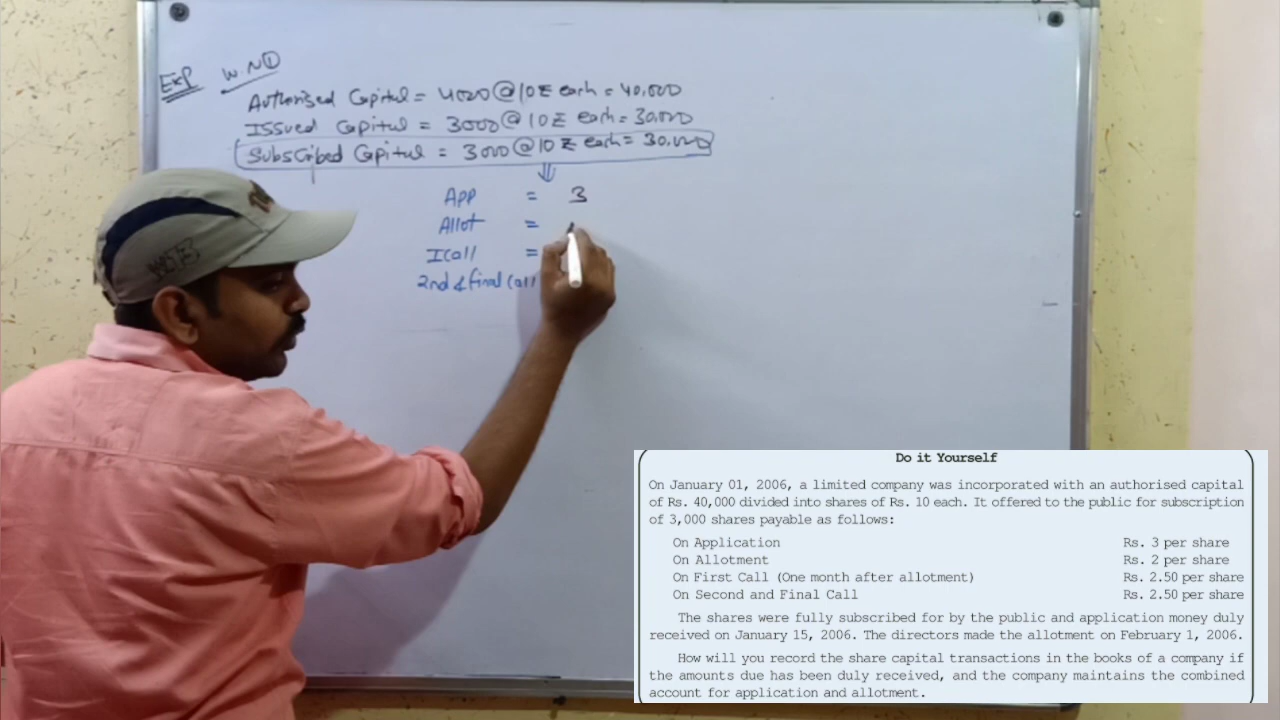 Exp W.N①
Authorised Capital = 4000 @ 10₹ each = 40,000
Issued Capital = 3000 @ 10 ₹ each = 30,000
Subscribed Capital = 3000 @ 10 ₹ each = 30,000
⇓
App = 3
Allot =
I Call =
2nd & final Call
Do it Yourself
On January 01, 2006, a limited company was incorporated with an authorised capital
of Rs. 40,000 divided into shares of Rs. 10 each. It offered to the public for subscription
of 3,000 shares payable as follows:
On Application Rs. 3 per share
On Allotment Rs. 2 per share
On First Call (One month after allotment) Rs. 2.50 per share
On Second and Final Call Rs. 2.50 per share
The shares were fully subscribed for by the public and application money duly
received on January 15, 2006. The directors made the allotment on February 1, 2006.
How will you record the share capital transactions in the books of a company if
the amounts due has been duly received, and the company maintains the combined
account for application and allotment.